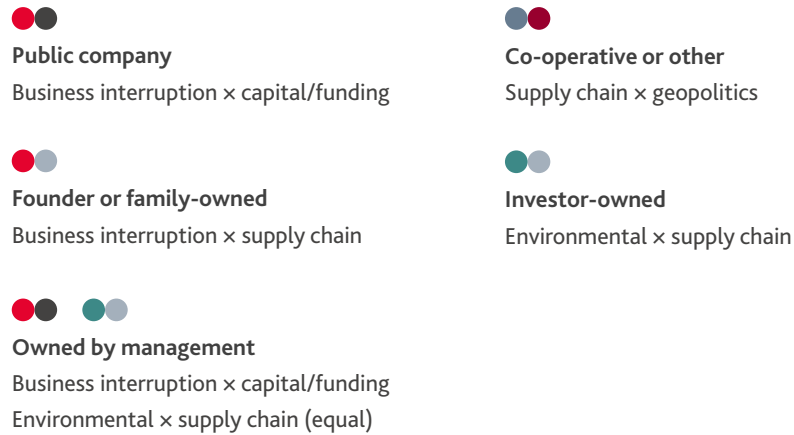 Public company
Business interruption × capital/funding
Co-operative or other
Supply chain × geopolitics
Founder or family-owned
Business interruption × supply chain
Investor-owned
Environmental × supply chain
Owned by management
Business interruption × capital/funding
Environmental × supply chain (equal)